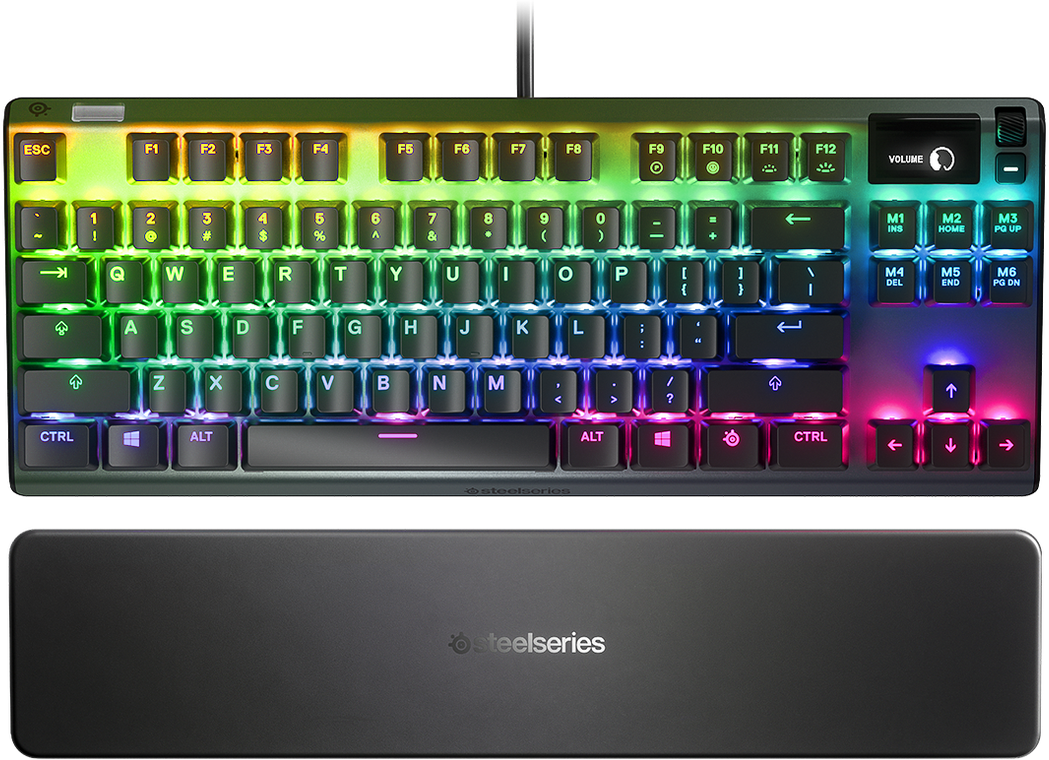 ESC F1 F2 F3 F4 F5 F6 F7 F8 F9 F10 F11 F12
VOLUME
` 1 2 3 4 5 6 7 8 9 0 – =
~ ! # $ % ^ & * ( ) — +
M1 M2 M3
INS HOME PG UP
Q W E R T Y U I O P [ ] \
{ } |
M4 M5 M6
DEL END PG DN
A S D F G H J K L ; '
: "
Z X C V B N M , . /
< > ?
CTRL ALT ALT CTRL
steelseries
steelseries